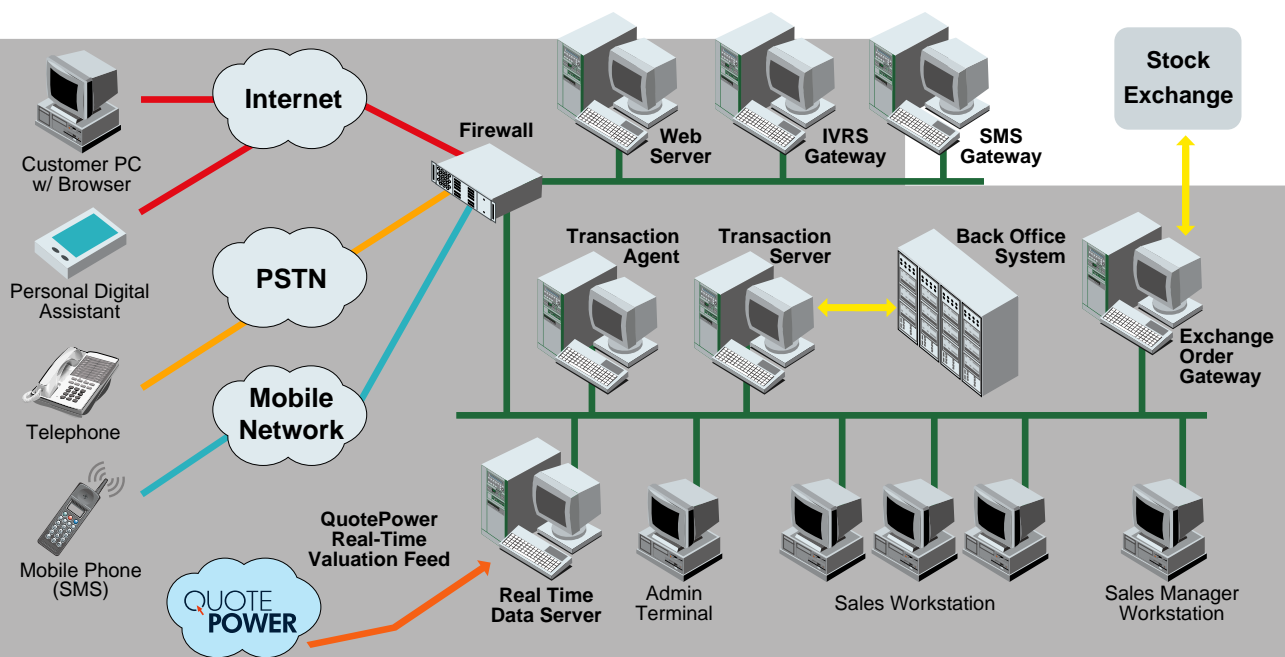 Internet
Customer PC
w/ Browser
Personal Digital
Assistant
PSTN
Telephone
Mobile
Network
Mobile Phone
(SMS)
Firewall
Web
Server
IVRS
Gateway
SMS
Gateway
Stock
Exchange
Transaction
Agent
Transaction
Server
Back Office
System
Exchange
Order
Gateway
QuotePower
Real-Time
Valuation Feed
QUOTE
POWER
Real Time
Data Server
Admin
Terminal
Sales Workstation
Sales Manager
Workstation